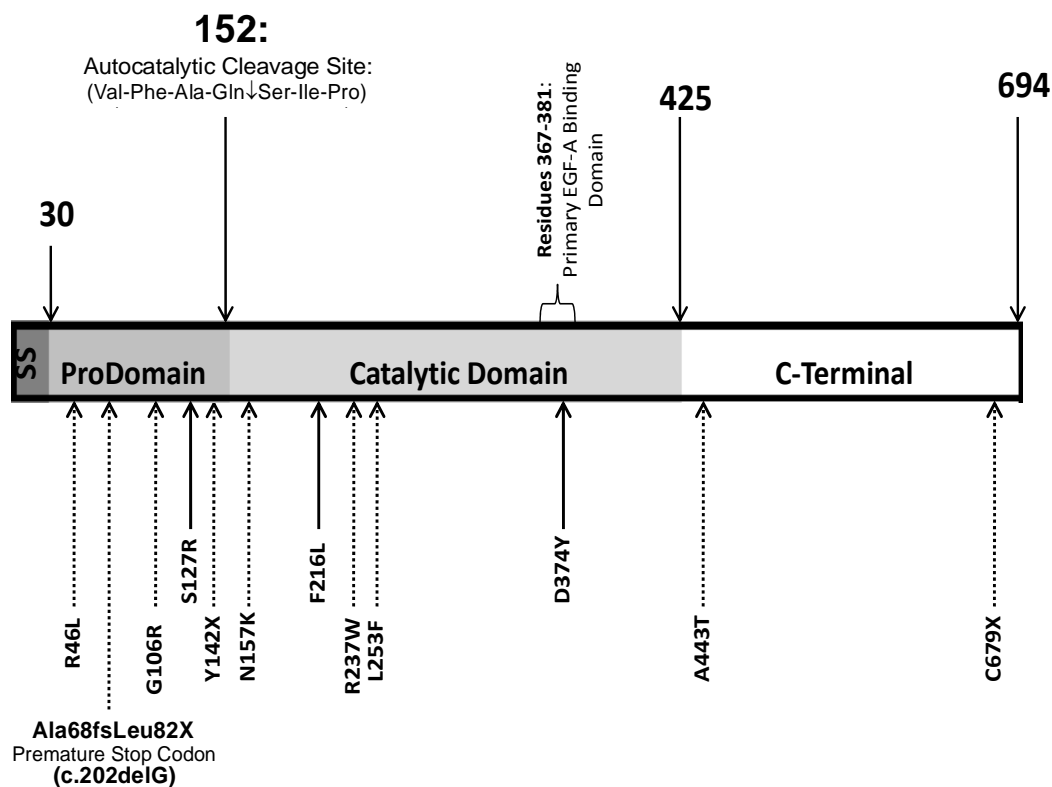 152:
Autocatalytic Cleavage Site:
(Val-Phe-Ala-Gln↓Ser-Ile-Pro)
30
Residues 367-381:
Primary EGF-A Binding
Domain
425
694
SS
ProDomain
Catalytic Domain
C-Terminal
R46L
Ala68fsLeu82X
Premature Stop Codon
(c.202delG)
G106R
S127R
Y142X
N157K
F216L
R237W
L253F
D374Y
A443T
C679X